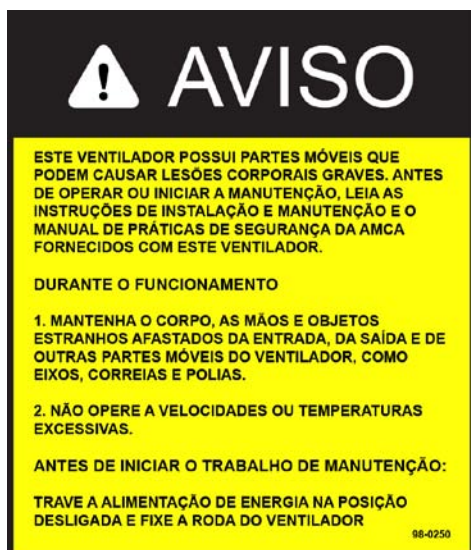 AVISO
ESTE VENTILADOR POSSUI PARTES MÓVEIS QUE
PODEM CAUSAR LESÕES CORPORAIS GRAVES. ANTES
DE OPERAR OU INICIAR A MANUTENÇÃO, LEIA AS
INSTRUÇÕES DE INSTALAÇÃO E MANUTENÇÃO E O
MANUAL DE PRÁTICAS DE SEGURANÇA DA AMCA
FORNECIDOS COM ESTE VENTILADOR.
DURANTE O FUNCIONAMENTO
1. MANTENHA O CORPO, AS MÃOS E OBJETOS
ESTRANHOS AFASTADOS DA ENTRADA, DA SAÍDA E DE
OUTRAS PARTES MÓVEIS DO VENTILADOR, COMO
EIXOS, CORREIAS E POLIAS.
2. NÃO OPERE A VELOCIDADES OU TEMPERATURAS
EXCESSIVAS.
ANTES DE INICIAR O TRABALHO DE MANUTENÇÃO:
TRAVE A ALIMENTAÇÃO DE ENERGIA NA POSIÇÃO
DESLIGADA E FIXE A RODA DO VENTILADOR
98-0250